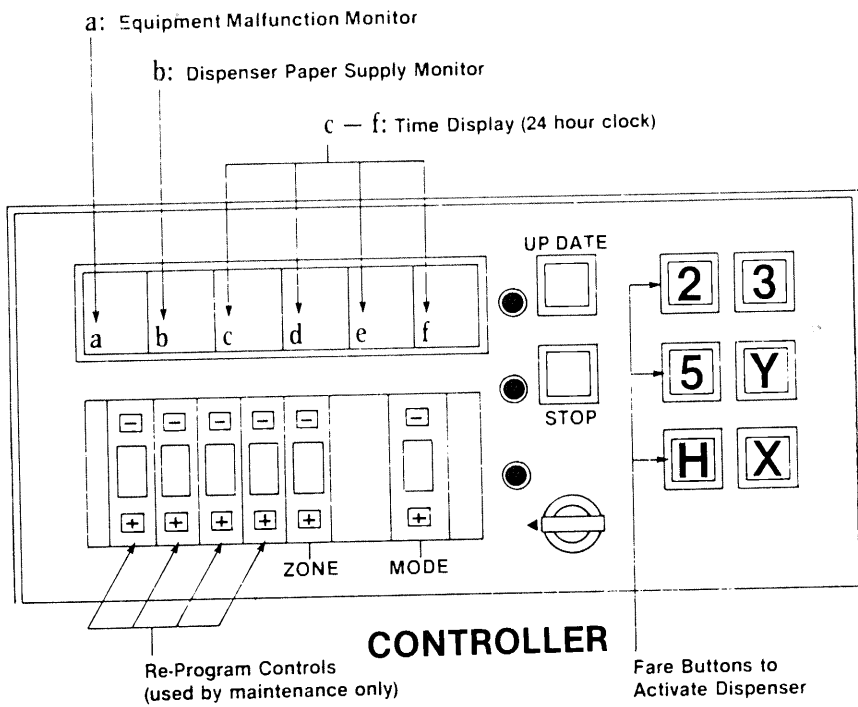 a: Equipment Malfunction Monitor
b: Dispenser Paper Supply Monitor
c – f: Time Display (24 hour clock)
UP DATE
a b c d e f
2 3
5 Y
STOP
H X
− − − − − −
+ + + + + +
ZONE MODE
CONTROLLER
Re-Program Controls
(used by maintenance only)
Fare Buttons to
Activate Dispenser